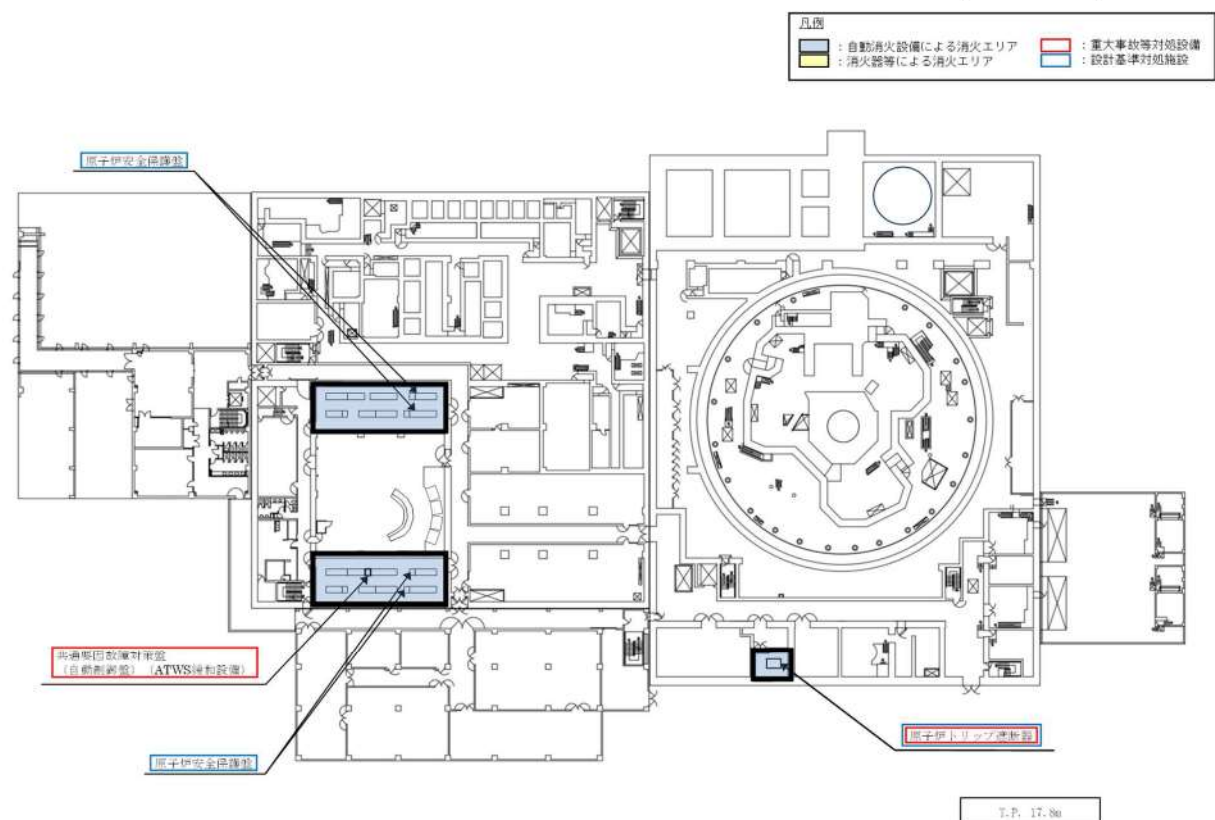 凡例
：自動消火設備による消火エリア
：重大事故等対処設備
：消火器等による消火エリア
：設計基準対処施設
原子炉安全保護盤
共通要因故障対策盤
（自動制御盤）（ATWS緩和設備）
原子炉安全保護盤
原子炉トリップ遮断器
T.P. 17.8m